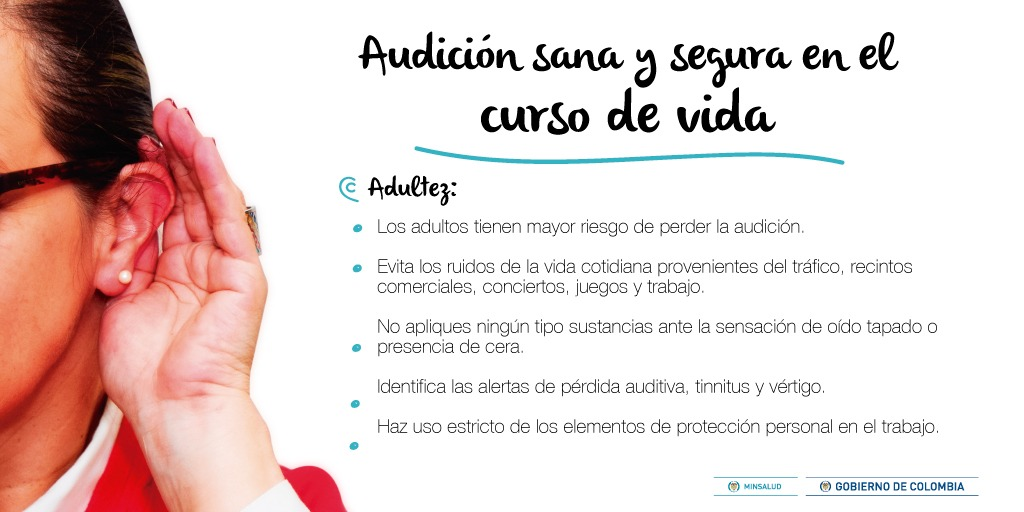 Audición sana y segura en el
curso de vida
Adultez:
Los adultos tienen mayor riesgo de perder la audición.
Evita los ruidos de la vida cotidiana provenientes del tráfico, recintos
comerciales, conciertos, juegos y trabajo.
No apliques ningún tipo sustancias ante la sensación de oído tapado o
presencia de cera.
Identifica las alertas de pérdida auditiva, tinnitus y vértigo.
Haz uso estricto de los elementos de protección personal en el trabajo.
MINSALUD
GOBIERNO DE COLOMBIA